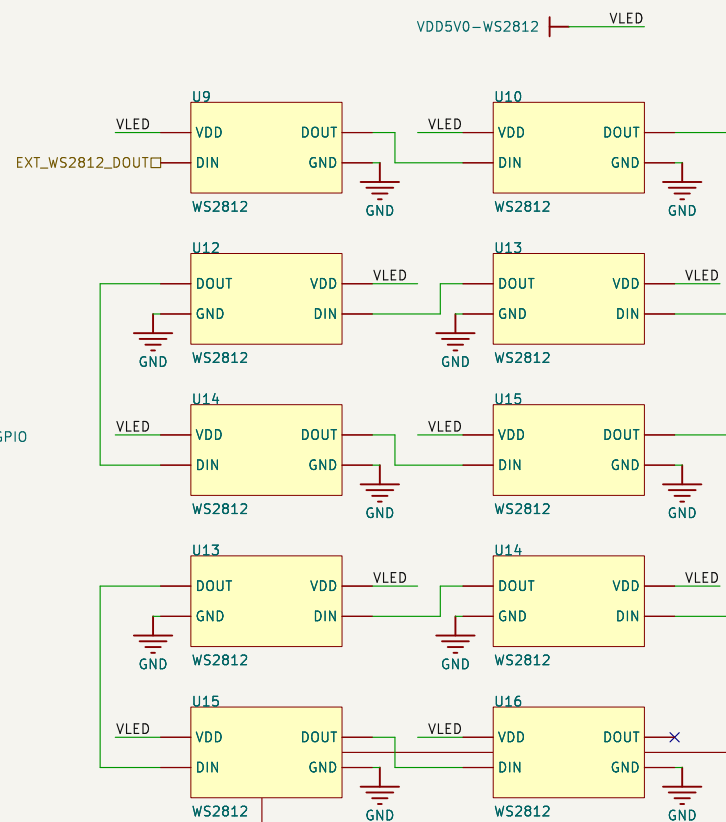 VDD5V0-WS2812 VLED
U9 U10
VLED VDD DOUT VLED VDD DOUT
EXT_WS2812_DOUT DIN GND DIN GND
WS2812 GND WS2812 GND
U12 U13
DOUT VDD VLED DOUT VDD VLED
GND DIN GND DIN
GND WS2812 GND WS2812
U14 U15
VLED VDD DOUT VLED VDD DOUT
GPIO
DIN GND DIN GND
WS2812 GND WS2812 GND
U13 U14
DOUT VDD VLED DOUT VDD VLED
GND DIN GND DIN
GND WS2812 GND WS2812
U15 U16
VLED VDD DOUT VLED VDD DOUT
DIN GND DIN GND
WS2812 GND WS2812 GND